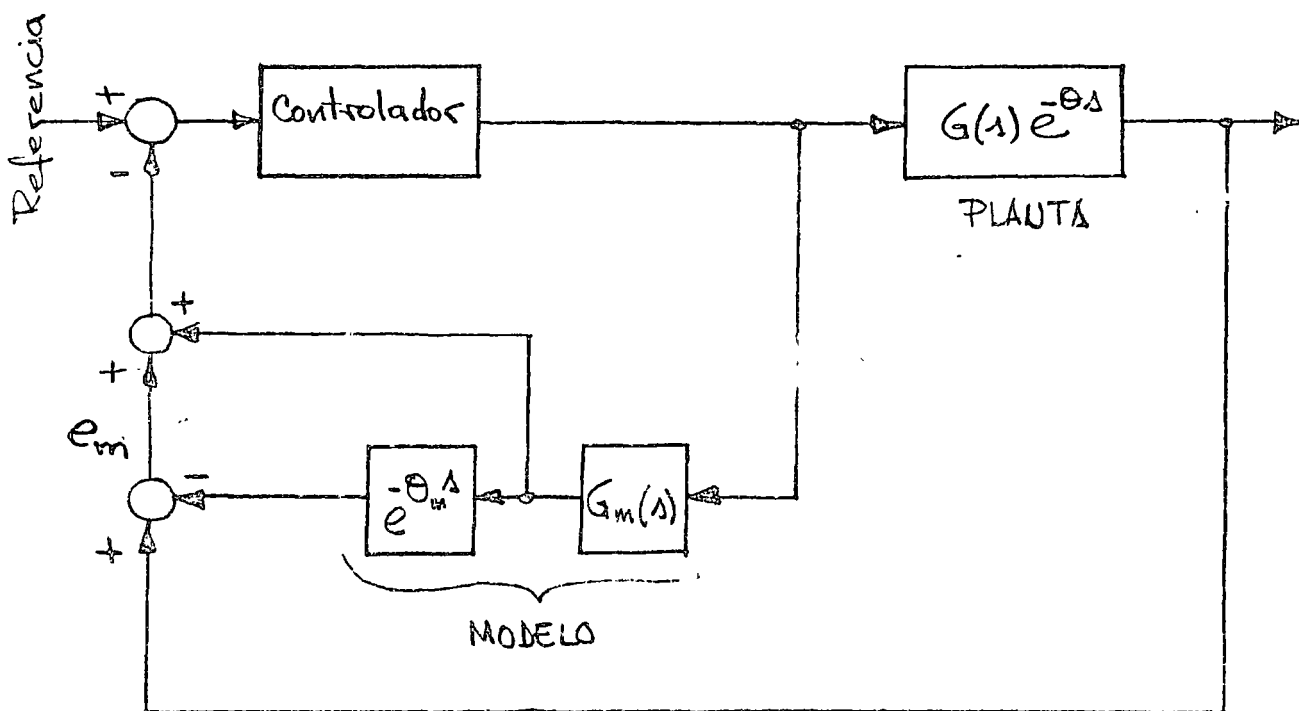 Referencia
+
-
Controlador
G(s) e^{-θs}
PLANTA
+
+
e_m
-
+
e^{-θ_m s}
G_m(s)
MODELO